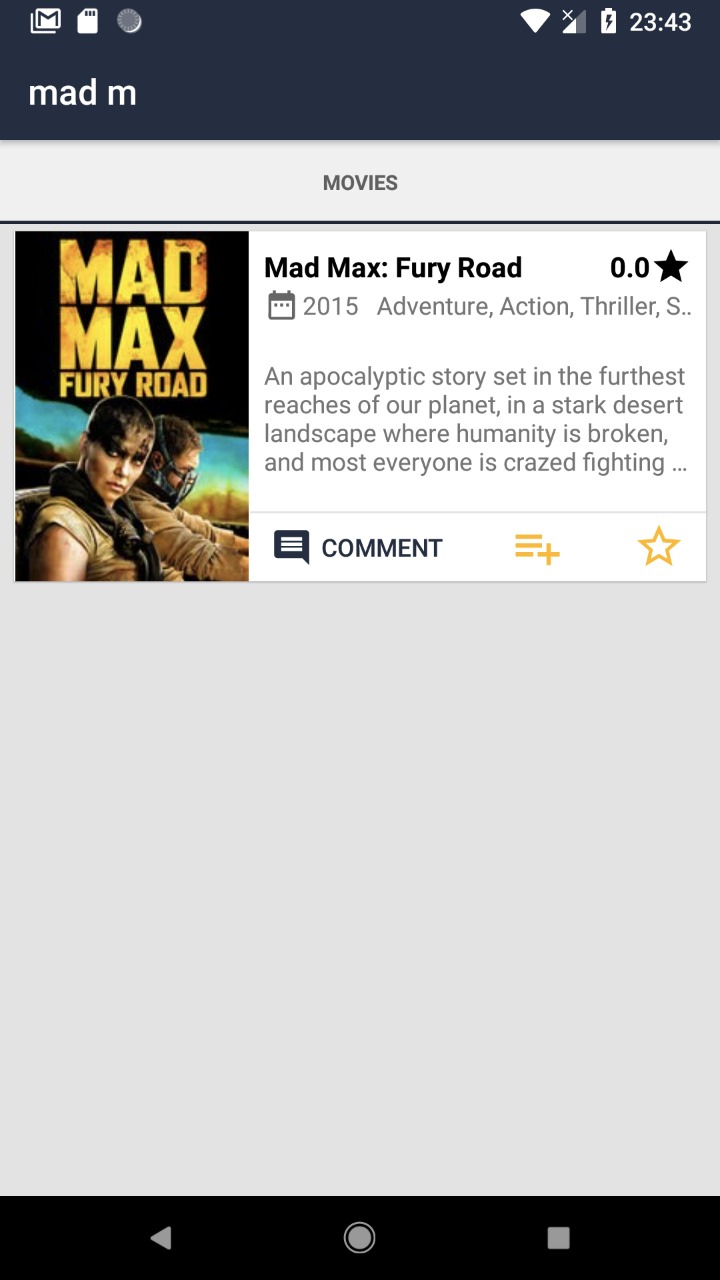 23:43
mad m
MOVIES
MAD
MAX
FURY ROAD
Mad Max: Fury Road 0.0
2015 Adventure, Action, Thriller, S..
An apocalyptic story set in the furthest
reaches of our planet, in a stark desert
landscape where humanity is broken,
and most everyone is crazed fighting ...
COMMENT